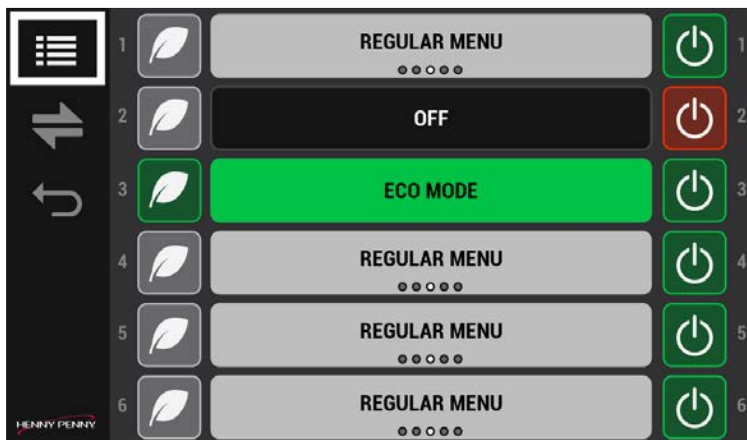 1 REGULAR MENU 1
2 OFF 2
3 ECO MODE 3
4 REGULAR MENU 4
5 REGULAR MENU 5
6 REGULAR MENU 6
HENNY PENNY